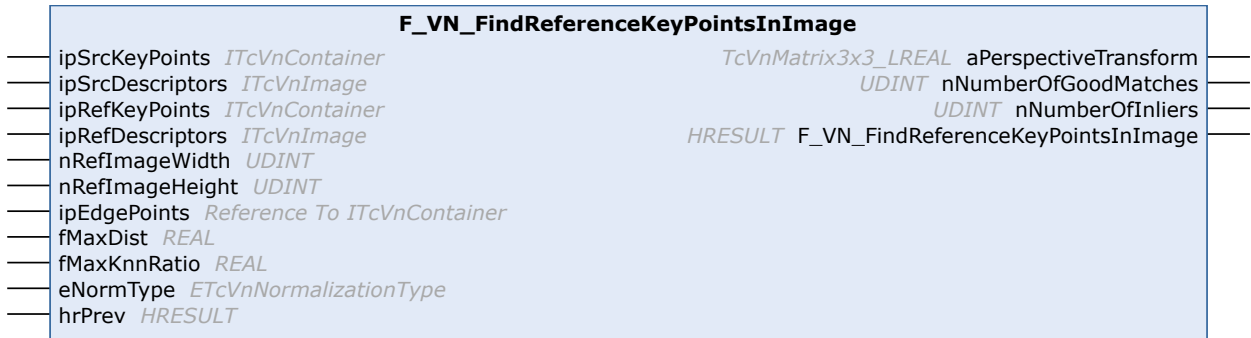 F_VN_FindReferenceKeyPointsInImage
ipSrcKeyPoints ITcVnContainer TcVnMatrix3x3_LREAL aPerspectiveTransform
ipSrcDescriptors ITcVnImage UDINT nNumberOfGoodMatches
ipRefKeyPoints ITcVnContainer UDINT nNumberOfInliers
ipRefDescriptors ITcVnImage HRESULT F_VN_FindReferenceKeyPointsInImage
nRefImageWidth UDINT
nRefImageHeight UDINT
ipEdgePoints Reference To ITcVnContainer
fMaxDist REAL
fMaxKnnRatio REAL
eNormType ETcVnNormalizationType
hrPrev HRESULT